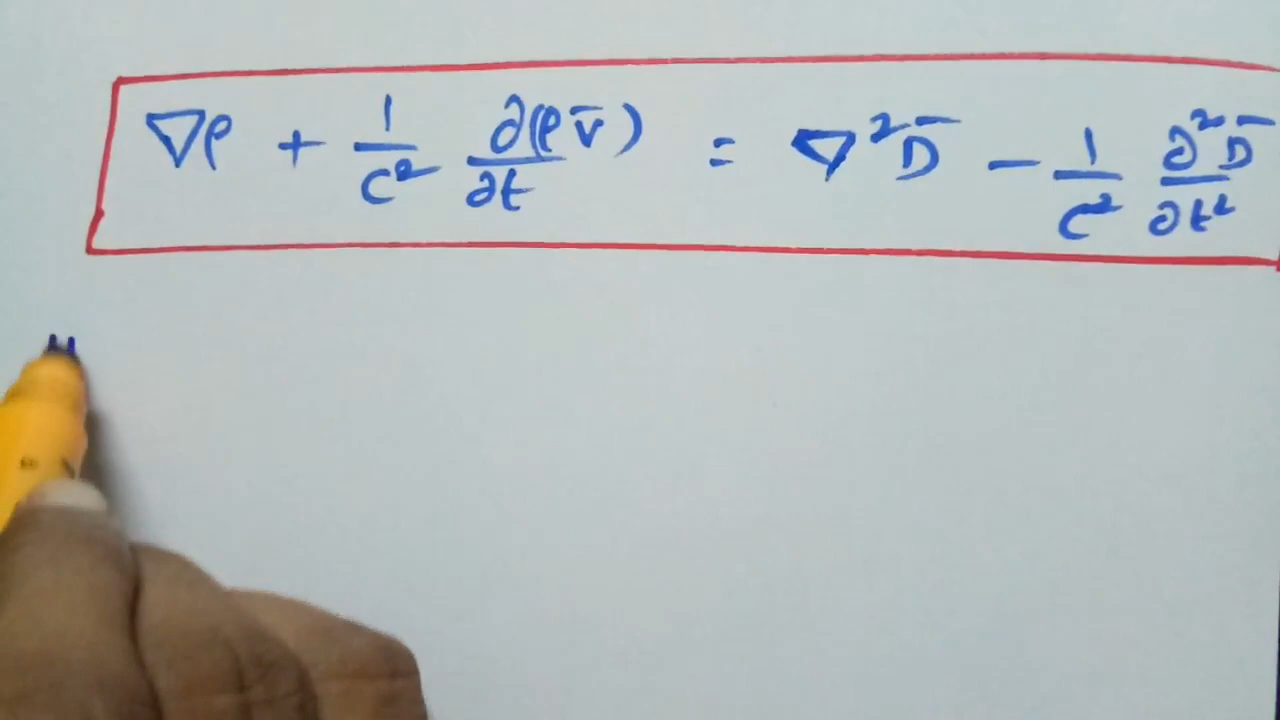 ∇ρ + 1/c² ∂(ρv̄)/∂t = ∇²D̄ − 1/c² ∂²D̄/∂t²